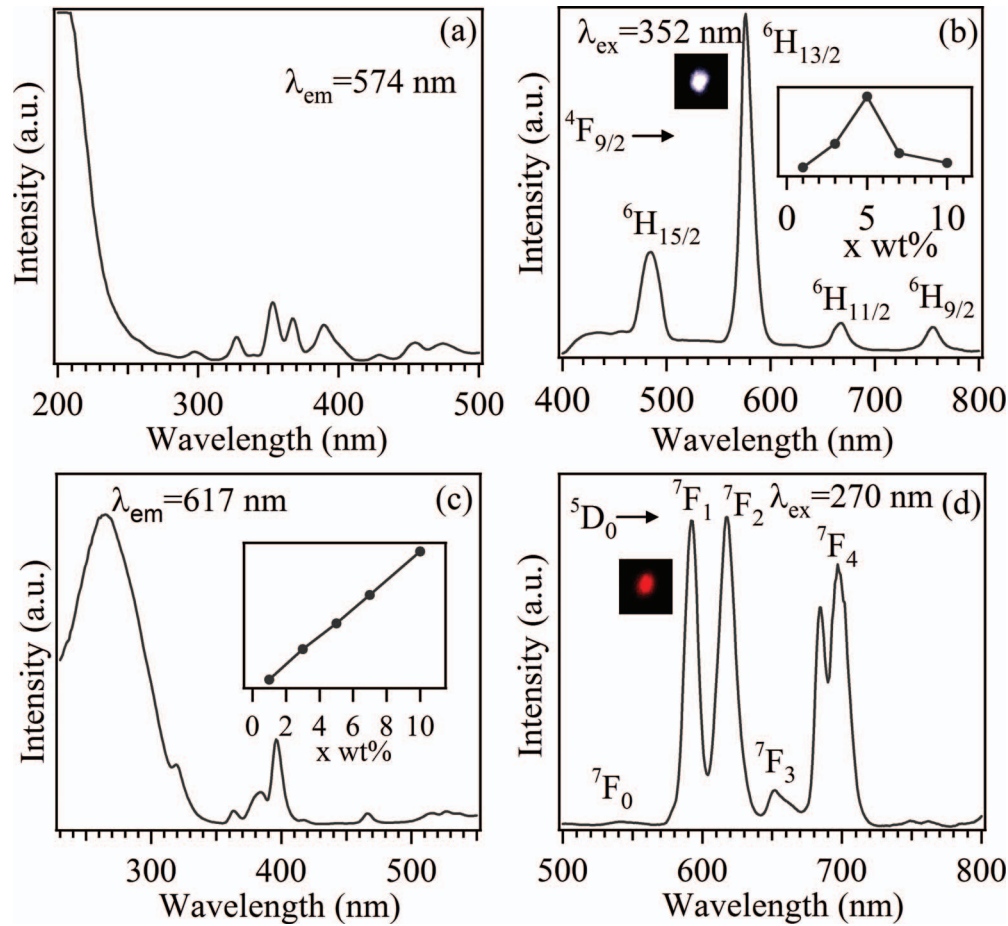 (a)
λem=574 nm
Intensity (a.u.)
200 300 400 500
Wavelength (nm)
(b)
λex=352 nm
⁶H13/2
⁴F9/2
⁶H15/2
⁶H11/2
⁶H9/2
0 5 10
x wt%
Intensity (a.u.)
400 500 600 700 800
Wavelength (nm)
(c)
λem=617 nm
0 2 4 6 8 10
x wt%
Intensity (a.u.)
300 400 500
Wavelength (nm)
(d)
⁵D0
⁷F1
⁷F2
λex=270 nm
⁷F4
⁷F3
⁷F0
Intensity (a.u.)
500 600 700 800
Wavelength (nm)